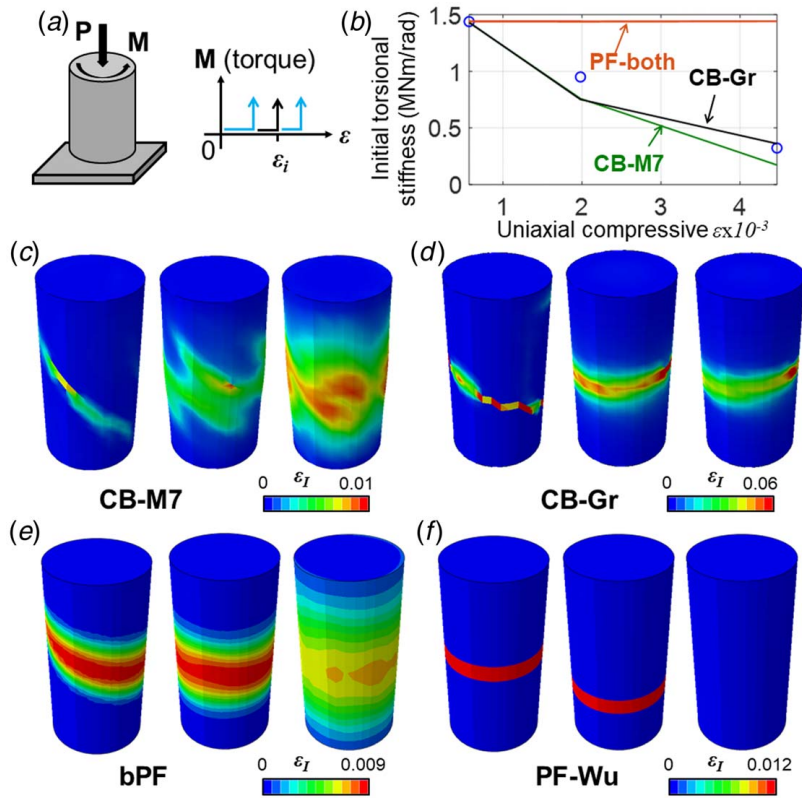 (a)
P
M
M (torque)
0
ε
εi
(b)
Initial torsional
stiffness (MNm/rad)
1.5
1
0.5
0
PF-both
CB-Gr
CB-M7
1 2 3 4
Uniaxial compressive εx10⁻³
(c)
(d)
εI
0 0.01
CB-M7
εI
0 0.06
CB-Gr
(e)
(f)
εI
0 0.009
bPF
εI
0 0.012
PF-Wu